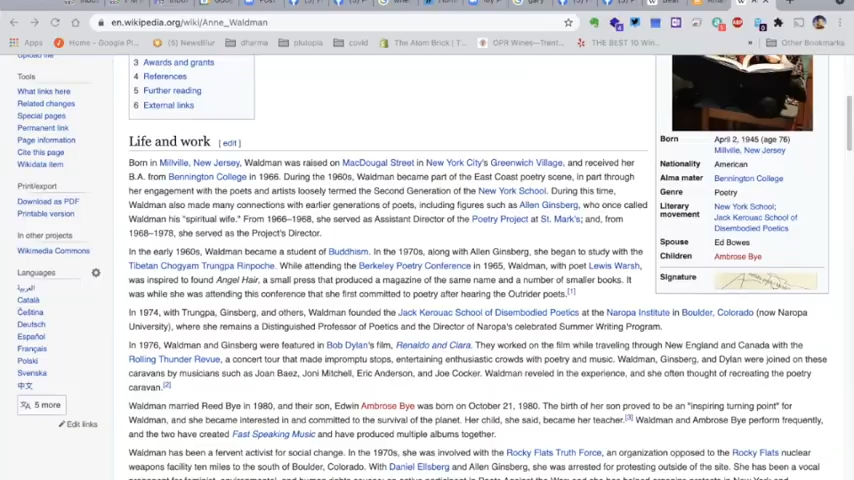 en.wikipedia.org/wiki/Anne_Waldman
Apps
Home - Google Pi...
(5) NewsBlur
dharma
plutopia
covid
The Atom Brick | T...
OPR Wines—Trent...
THE BEST 10 Win...
Other Bookmarks
Upload file
Tools
What links here
Related changes
Special pages
Permanent link
Page information
Cite this page
Wikidata item
Print/export
Download as PDF
Printable version
In other projects
Wikimedia Commons
Languages
العربية
Català
Čeština
Deutsch
Español
Français
Polski
Svenska
中文
5 more
Edit links
3 Awards and grants
4 References
5 Further reading
6 External links
Life and work [ edit ]
Born in Millville, New Jersey, Waldman was raised on MacDougal Street in New York City's Greenwich Village, and received her
B.A. from Bennington College in 1966. During the 1960s, Waldman became part of the East Coast poetry scene, in part through
her engagement with the poets and artists loosely termed the Second Generation of the New York School. During this time,
Waldman also made many connections with earlier generations of poets, including figures such as Allen Ginsberg, who once called
Waldman his "spiritual wife." From 1966–1968, she served as Assistant Director of the Poetry Project at St. Mark's; and, from
1968–1978, she served as the Project's Director.
In the early 1960s, Waldman became a student of Buddhism. In the 1970s, along with Allen Ginsberg, she began to study with the
Tibetan Chogyam Trungpa Rinpoche. While attending the Berkeley Poetry Conference in 1965, Waldman, with poet Lewis Warsh,
was inspired to found Angel Hair, a small press that produced a magazine of the same name and a number of smaller books. It
was while she was attending this conference that she first committed to poetry after hearing the Outrider poets.[1]
In 1974, with Trungpa, Ginsberg, and others, Waldman founded the Jack Kerouac School of Disembodied Poetics at the Naropa Institute in Boulder, Colorado (now Naropa
University), where she remains a Distinguished Professor of Poetics and the Director of Naropa's celebrated Summer Writing Program.
In 1976, Waldman and Ginsberg were featured in Bob Dylan's film, Renaldo and Clara. They worked on the film while traveling through New England and Canada with the
Rolling Thunder Revue, a concert tour that made impromptu stops, entertaining enthusiastic crowds with poetry and music. Waldman, Ginsberg, and Dylan were joined on these
caravans by musicians such as Joan Baez, Joni Mitchell, Eric Anderson, and Joe Cocker. Waldman reveled in the experience, and she often thought of recreating the poetry
caravan.[2]
Waldman married Reed Bye in 1980, and their son, Edwin Ambrose Bye was born on October 21, 1980. The birth of her son proved to be an "inspiring turning point" for
Waldman, and she became interested in and committed to the survival of the planet. Her child, she said, became her teacher.[3] Waldman and Ambrose Bye perform frequently,
and the two have created Fast Speaking Music and have produced multiple albums together.
Waldman has been a fervent activist for social change. In the 1970s, she was involved with the Rocky Flats Truth Force, an organization opposed to the Rocky Flats nuclear
weapons facility ten miles to the south of Boulder, Colorado. With Daniel Ellsberg and Allen Ginsberg, she was arrested for protesting outside of the site. She has been a vocal
Born April 2, 1945 (age 76)
Millville, New Jersey
Nationality American
Alma mater Bennington College
Genre Poetry
Literary movement New York School;
Jack Kerouac School of
Disembodied Poetics
Spouse Ed Bowes
Children Ambrose Bye
Signature